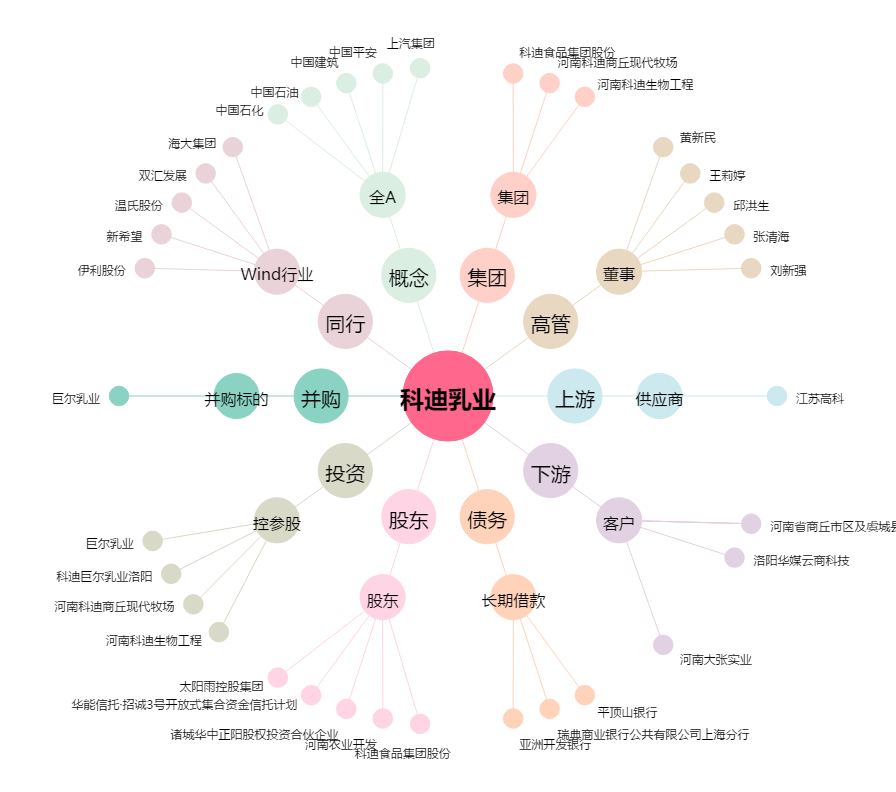 上汽集团
中国平安
中国建筑
中国石油
中国石化
科迪食品集团股份
河南科迪商丘现代牧场
河南科迪生物工程
海大集团
双汇发展
温氏股份
新希望
伊利股份
全A
集团
黄新民
王莉婷
邱洪生
张清海
刘新强
Wind行业
概念
集团
董事
同行
高管
巨尔乳业
并购标的
并购
科迪乳业
上游
供应商
江苏高科
投资
股东
债务
下游
控参股
客户
巨尔乳业
科迪巨尔乳业洛阳
河南科迪商丘现代牧场
河南科迪生物工程
河南省商丘市区及虞城县
洛阳华媒云商科技
河南大张实业
股东
长期借款
太阳雨控股集团
华能信托·招诚3号开放式集合资金信托计划
诸城华中正阳股权投资合伙企业
河南农业开发
科迪食品集团股份
平顶山银行
瑞典商业银行公共有限公司上海分行
亚洲开发银行